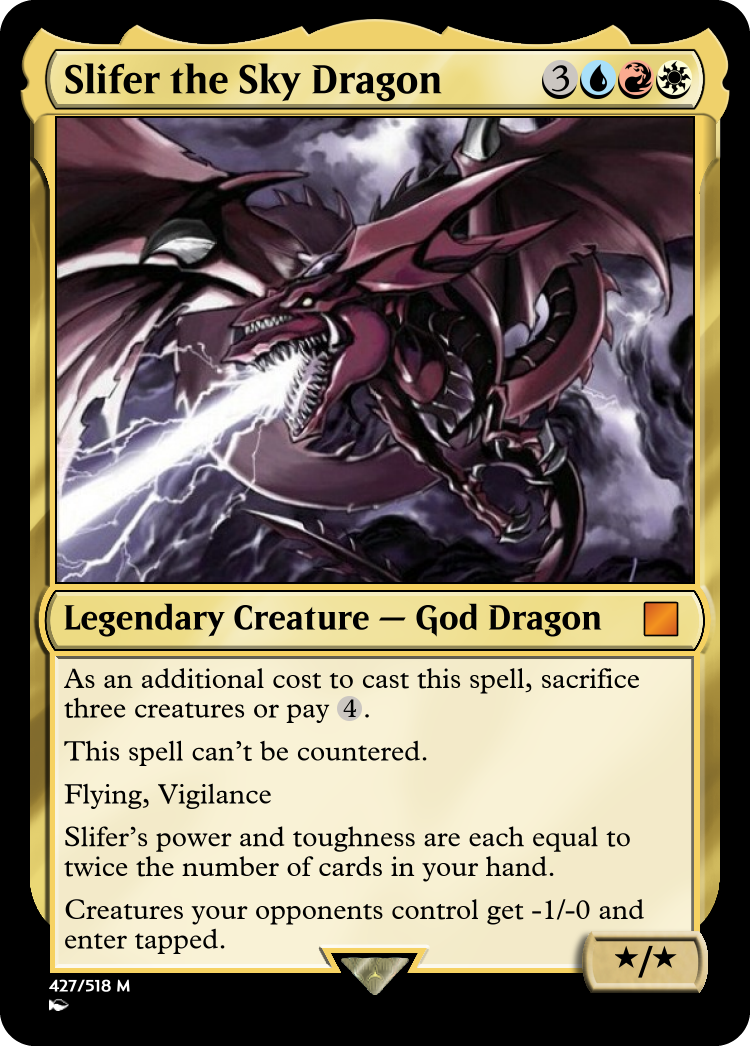 Slifer the Sky Dragon 3
Legendary Creature — God Dragon
As an additional cost to cast this spell, sacrifice
three creatures or pay 4.
This spell can't be countered.
Flying, Vigilance
Slifer's power and toughness are each equal to
twice the number of cards in your hand.
Creatures your opponents control get -1/-0 and
enter tapped.
★/★
427/518 M